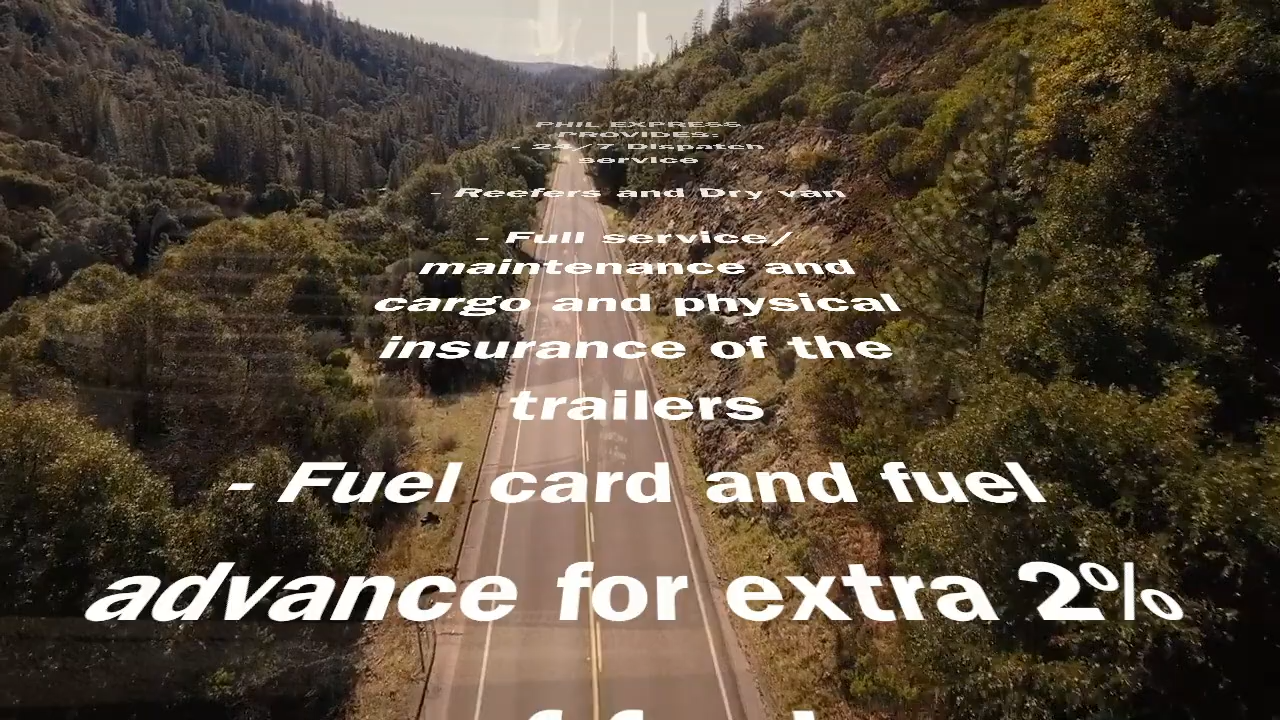 PHIL EXPRESS
PROVIDES:
- 24/7 Dispatch
service
- Reefers and Dry van
- Full service/
maintenance and
cargo and physical
insurance of the
trailers
- Fuel card and fuel
advance for extra 2%